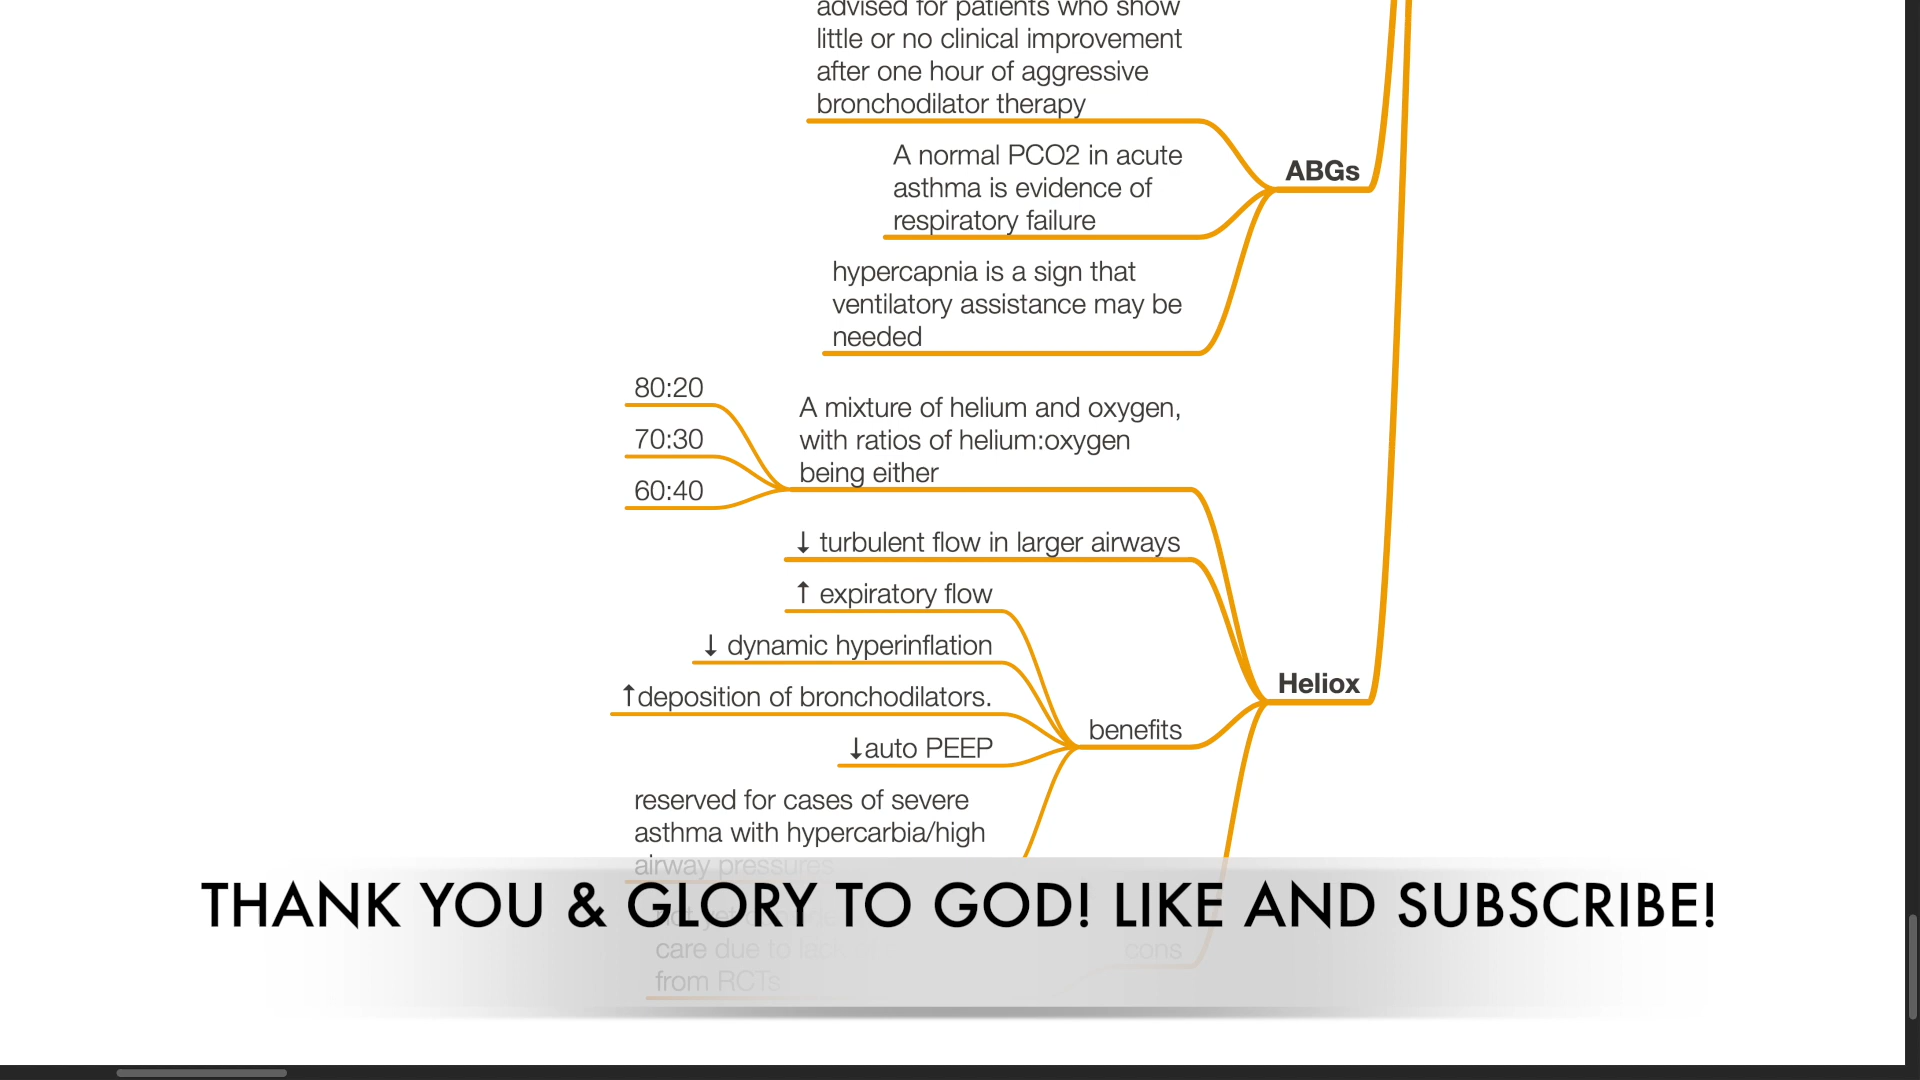 advised for patients who show
little or no clinical improvement
after one hour of aggressive
bronchodilator therapy
A normal PCO2 in acute
asthma is evidence of
respiratory failure
ABGs
hypercapnia is a sign that
ventilatory assistance may be
needed
80:20
70:30
60:40
A mixture of helium and oxygen,
with ratios of helium:oxygen
being either
↓ turbulent flow in larger airways
↑ expiratory flow
↓ dynamic hyperinflation
↑deposition of bronchodilators.
↓auto PEEP
benefits
Heliox
reserved for cases of severe
asthma with hypercarbia/high
airway pressures
THANK YOU & GLORY TO GOD! LIKE AND SUBSCRIBE!
care due to lack
from RCTs
cons